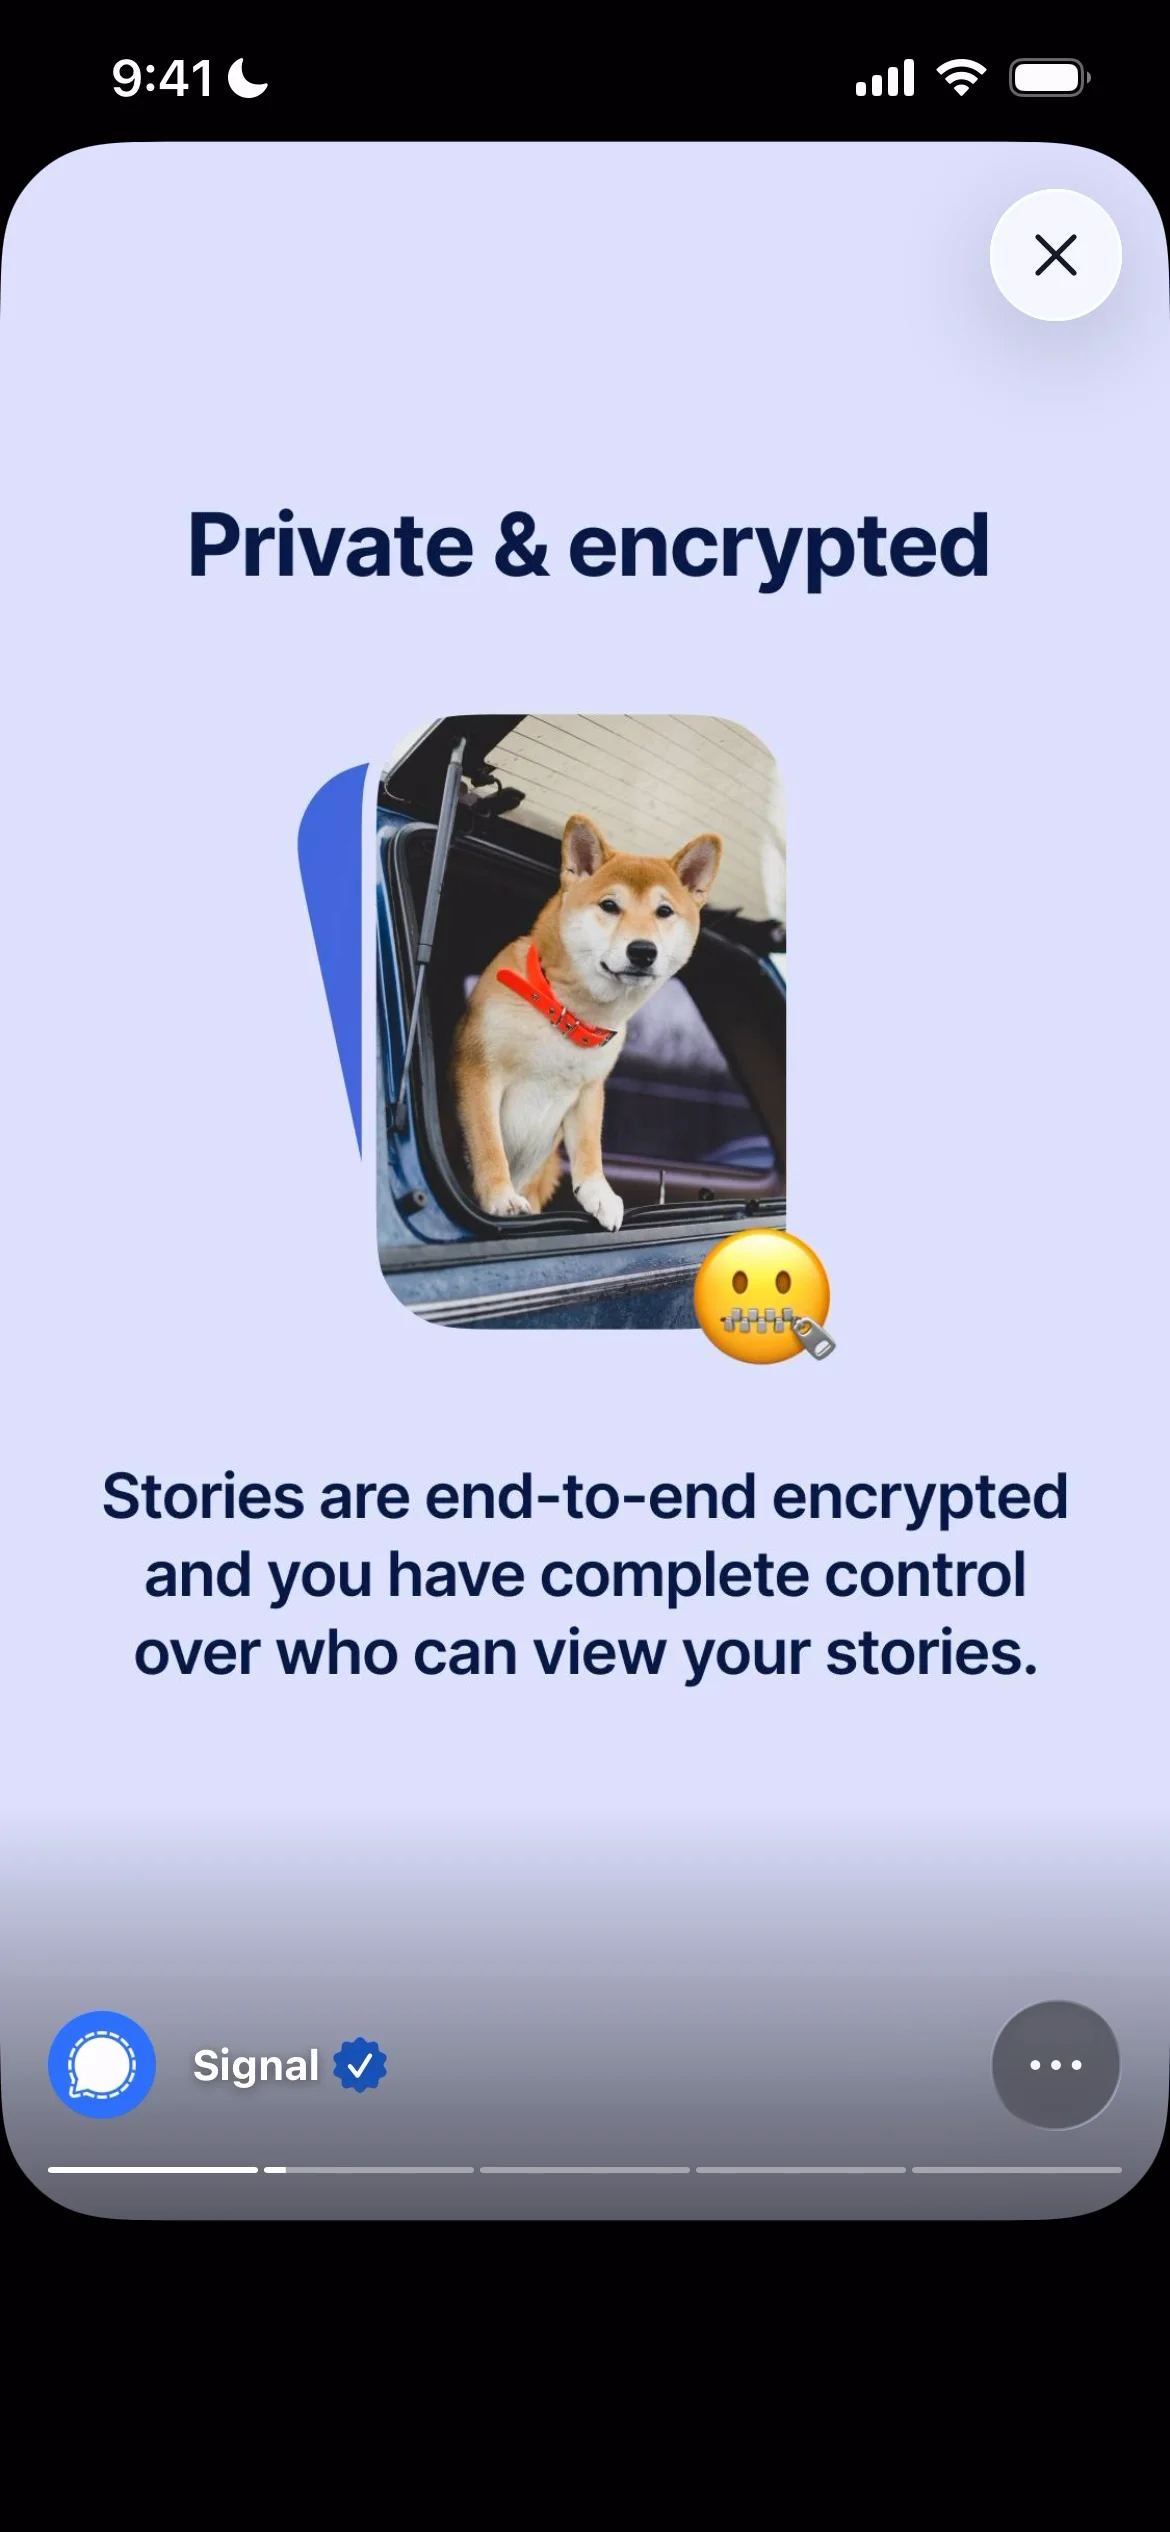 9:41
Private & encrypted
Stories are end-to-end encrypted
and you have complete control
over who can view your stories.
Signal